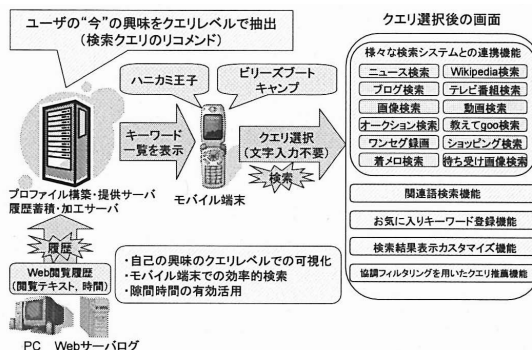 ユーザの“今”の興味をクエリレベルで抽出
(検索クエリのリコメンド)
クエリ選択後の画面
ハニカミ王子
ビリーズブート
キャンプ
キーワード
一覧を表示
クエリ選択
(文字入力不要)
検索
モバイル端末
プロファイル構築・提供サーバ
履歴蓄積・加工サーバ
履歴
Web閲覧履歴
(閲覧テキスト, 時間)
PC Webサーバログ
・自己の興味のクエリレベルでの可視化
・モバイル端末での効率的検索
・隙間時間の有効活用
様々な検索システムとの連携機能
ニュース検索 Wikipedia検索
ブログ検索 テレビ番組検索
画像検索 動画検索
オークション検索 教えてgoo検索
ワンセグ録画 ショッピング検索
着メロ検索 待ち受け画像検索
関連語検索機能
お気に入りキーワード登録機能
検索結果表示カスタマイズ機能
協調フィルタリングを用いたクエリ推薦機能